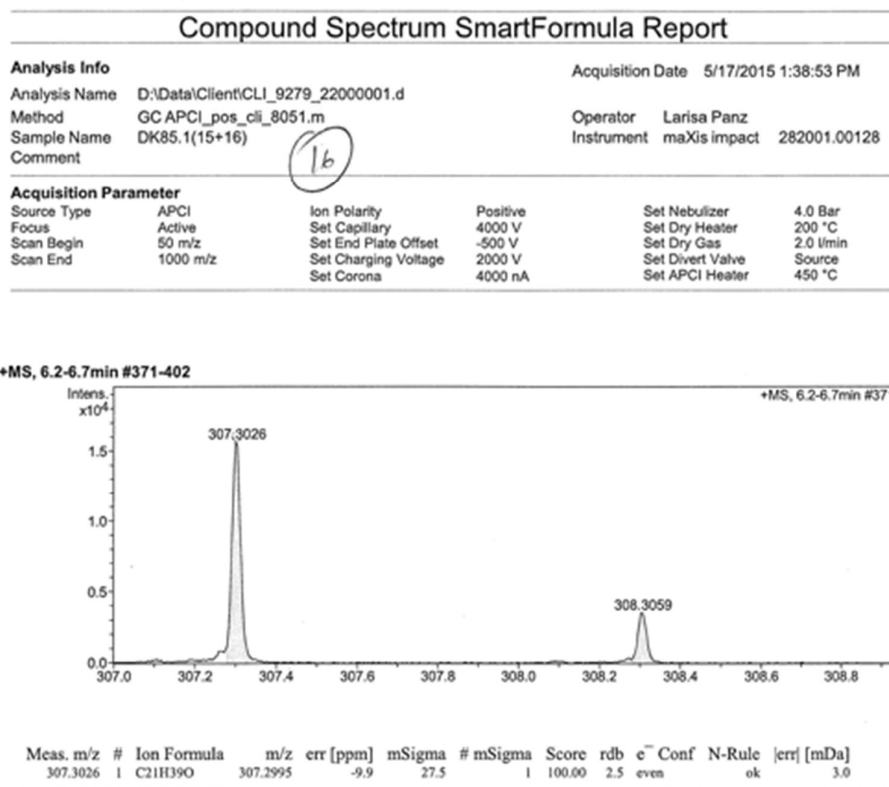 Compound Spectrum SmartFormula Report
Analysis Info
Acquisition Date 5/17/2015 1:38:53 PM
Analysis Name D:\Data\Client\CLI_9279_22000001.d
Method GC APCI_pos_cli_8051.m Operator Larisa Panz
Sample Name DK85.1(15+16) Instrument maXis impact 282001.00128
Comment
16
Acquisition Parameter
Source Type APCI Ion Polarity Positive Set Nebulizer 4.0 Bar
Focus Active Set Capillary 4000 V Set Dry Heater 200 °C
Scan Begin 50 m/z Set End Plate Offset -500 V Set Dry Gas 2.0 l/min
Scan End 1000 m/z Set Charging Voltage 2000 V Set Divert Valve Source
Set Corona 4000 nA Set APCI Heater 450 °C
+MS, 6.2-6.7min #371-402
Intens. +MS, 6.2-6.7min #37
x10⁴
307.3026
1.5
1.0
0.5
308.3059
0.0
307.0 307.2 307.4 307.6 307.8 308.0 308.2 308.4 308.6 308.8
Meas. m/z # Ion Formula m/z err [ppm] mSigma # mSigma Score rdb e⁻ Conf N-Rule |err| [mDa]
307.3026 1 C21H39O 307.2995 -9.9 27.5 1 100.00 2.5 even ok 3.0